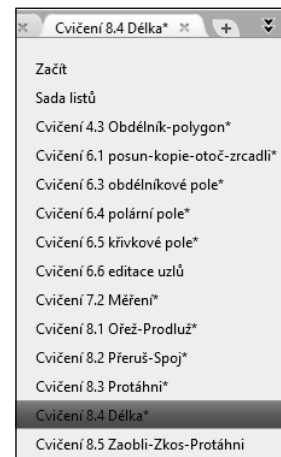 Cvičení 8.4 Délka*
Začít
Sada listů
Cvičení 4.3 Obdélník-polygon*
Cvičení 6.1 posun-kopie-otoč-zrcadli*
Cvičení 6.3 obdélníkové pole*
Cvičení 6.4 polární pole*
Cvičení 6.5 křivkové pole*
Cvičení 6.6 editace uzlů
Cvičení 7.2 Měření*
Cvičení 8.1 Ořež-Prodluž*
Cvičení 8.2 Přeruš-Spoj*
Cvičení 8.3 Protáhni*
Cvičení 8.4 Délka*
Cvičení 8.5 Zaobli-Zkos-Protáhni